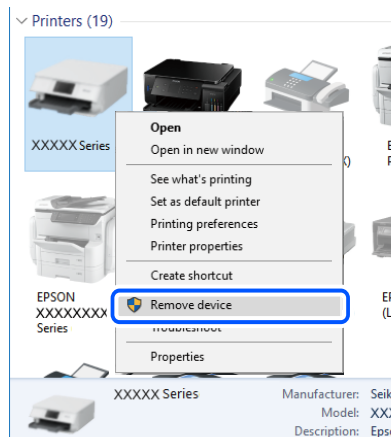 Printers (19)
XXXXX Series
Open
Open in new window
See what's printing
Set as default printer
Printing preferences
Printer properties
Create shortcut
Remove device
Troubleshoot
Properties
EPSON
XXXXXXXX
Series
XXXXX Series
Manufacturer:
Model:
Description: